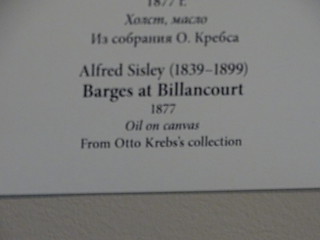 1877 г.
Холст, масло
Из собрания О. Кребса
Alfred Sisley (1839–1899)
Barges at Billancourt
1877
Oil on canvas
From Otto Krebs's collection